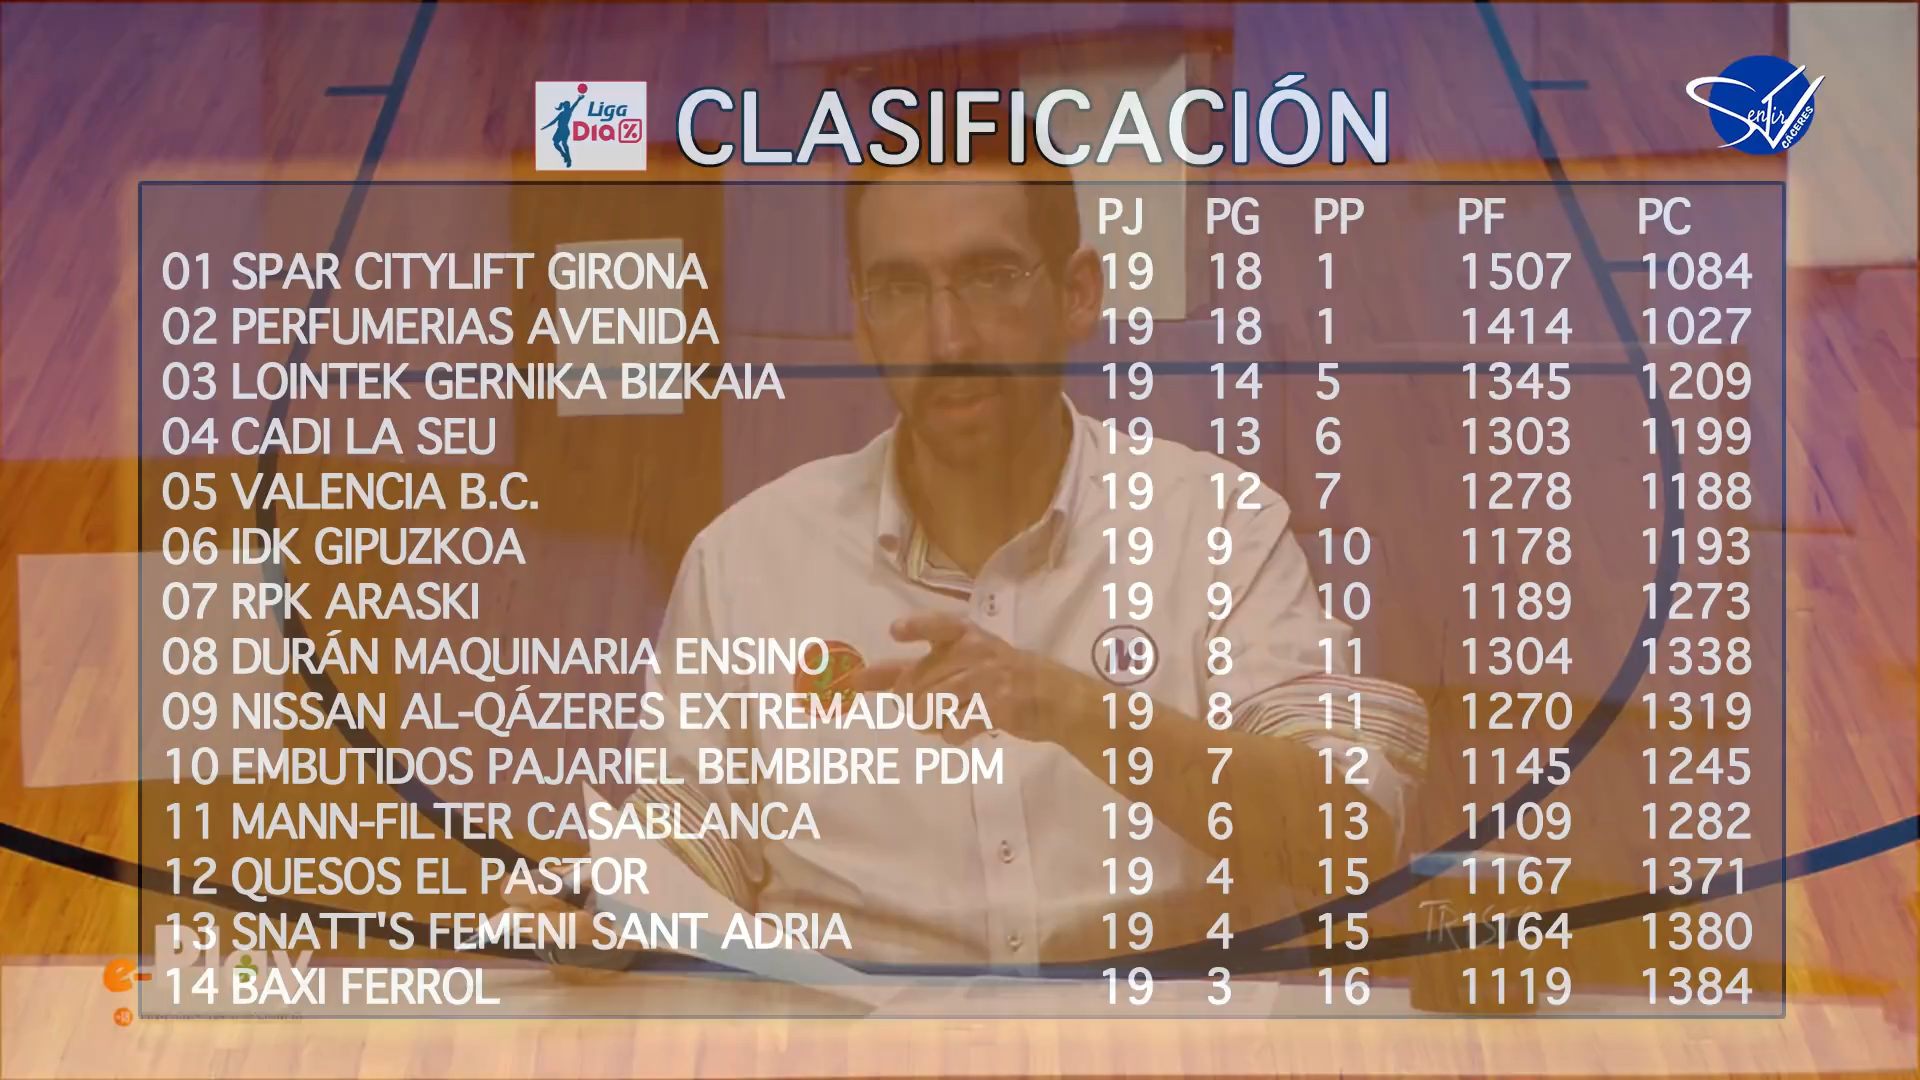 Liga
Dia %
CLASIFICACIÓN
Sentir
CÁCERES
PJ PG PP PF PC
01 SPAR CITYLIFT GIRONA 19 18 1 1507 1084
02 PERFUMERIAS AVENIDA 19 18 1 1414 1027
03 LOINTEK GERNIKA BIZKAIA 19 14 5 1345 1209
04 CADI LA SEU 19 13 6 1303 1199
05 VALENCIA B.C. 19 12 7 1278 1188
06 IDK GIPUZKOA 19 9 10 1178 1193
07 RPK ARASKI 19 9 10 1189 1273
08 DURÁN MAQUINARIA ENSINO 19 8 11 1304 1338
09 NISSAN AL-QÁZERES EXTREMADURA 19 8 11 1270 1319
10 EMBUTIDOS PAJARIEL BEMBIBRE PDM 19 7 12 1145 1245
11 MANN-FILTER CASABLANCA 19 6 13 1109 1282
12 QUESOS EL PASTOR 19 4 15 1167 1371
13 SNATT'S FEMENI SANT ADRIA 19 4 15 1164 1380
14 BAXI FERROL 19 3 16 1119 1384
e-Play
+18